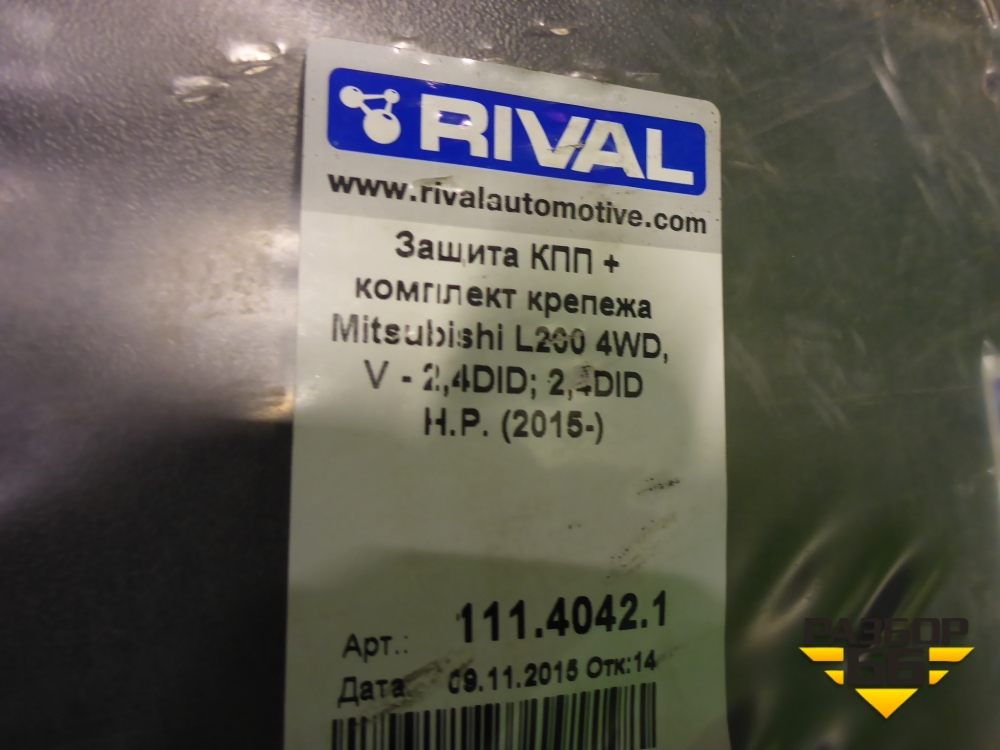 RIVAL
www.rivalautomotive.com
Защита КПП +
комплект крепежа
Mitsubishi L200 4WD,
V - 2,4DID; 2,4DID
H.P. (2015-)
Арт.: 111.4042.1
Дата 09.11.2015 Отк:14
РАЗБОР
66